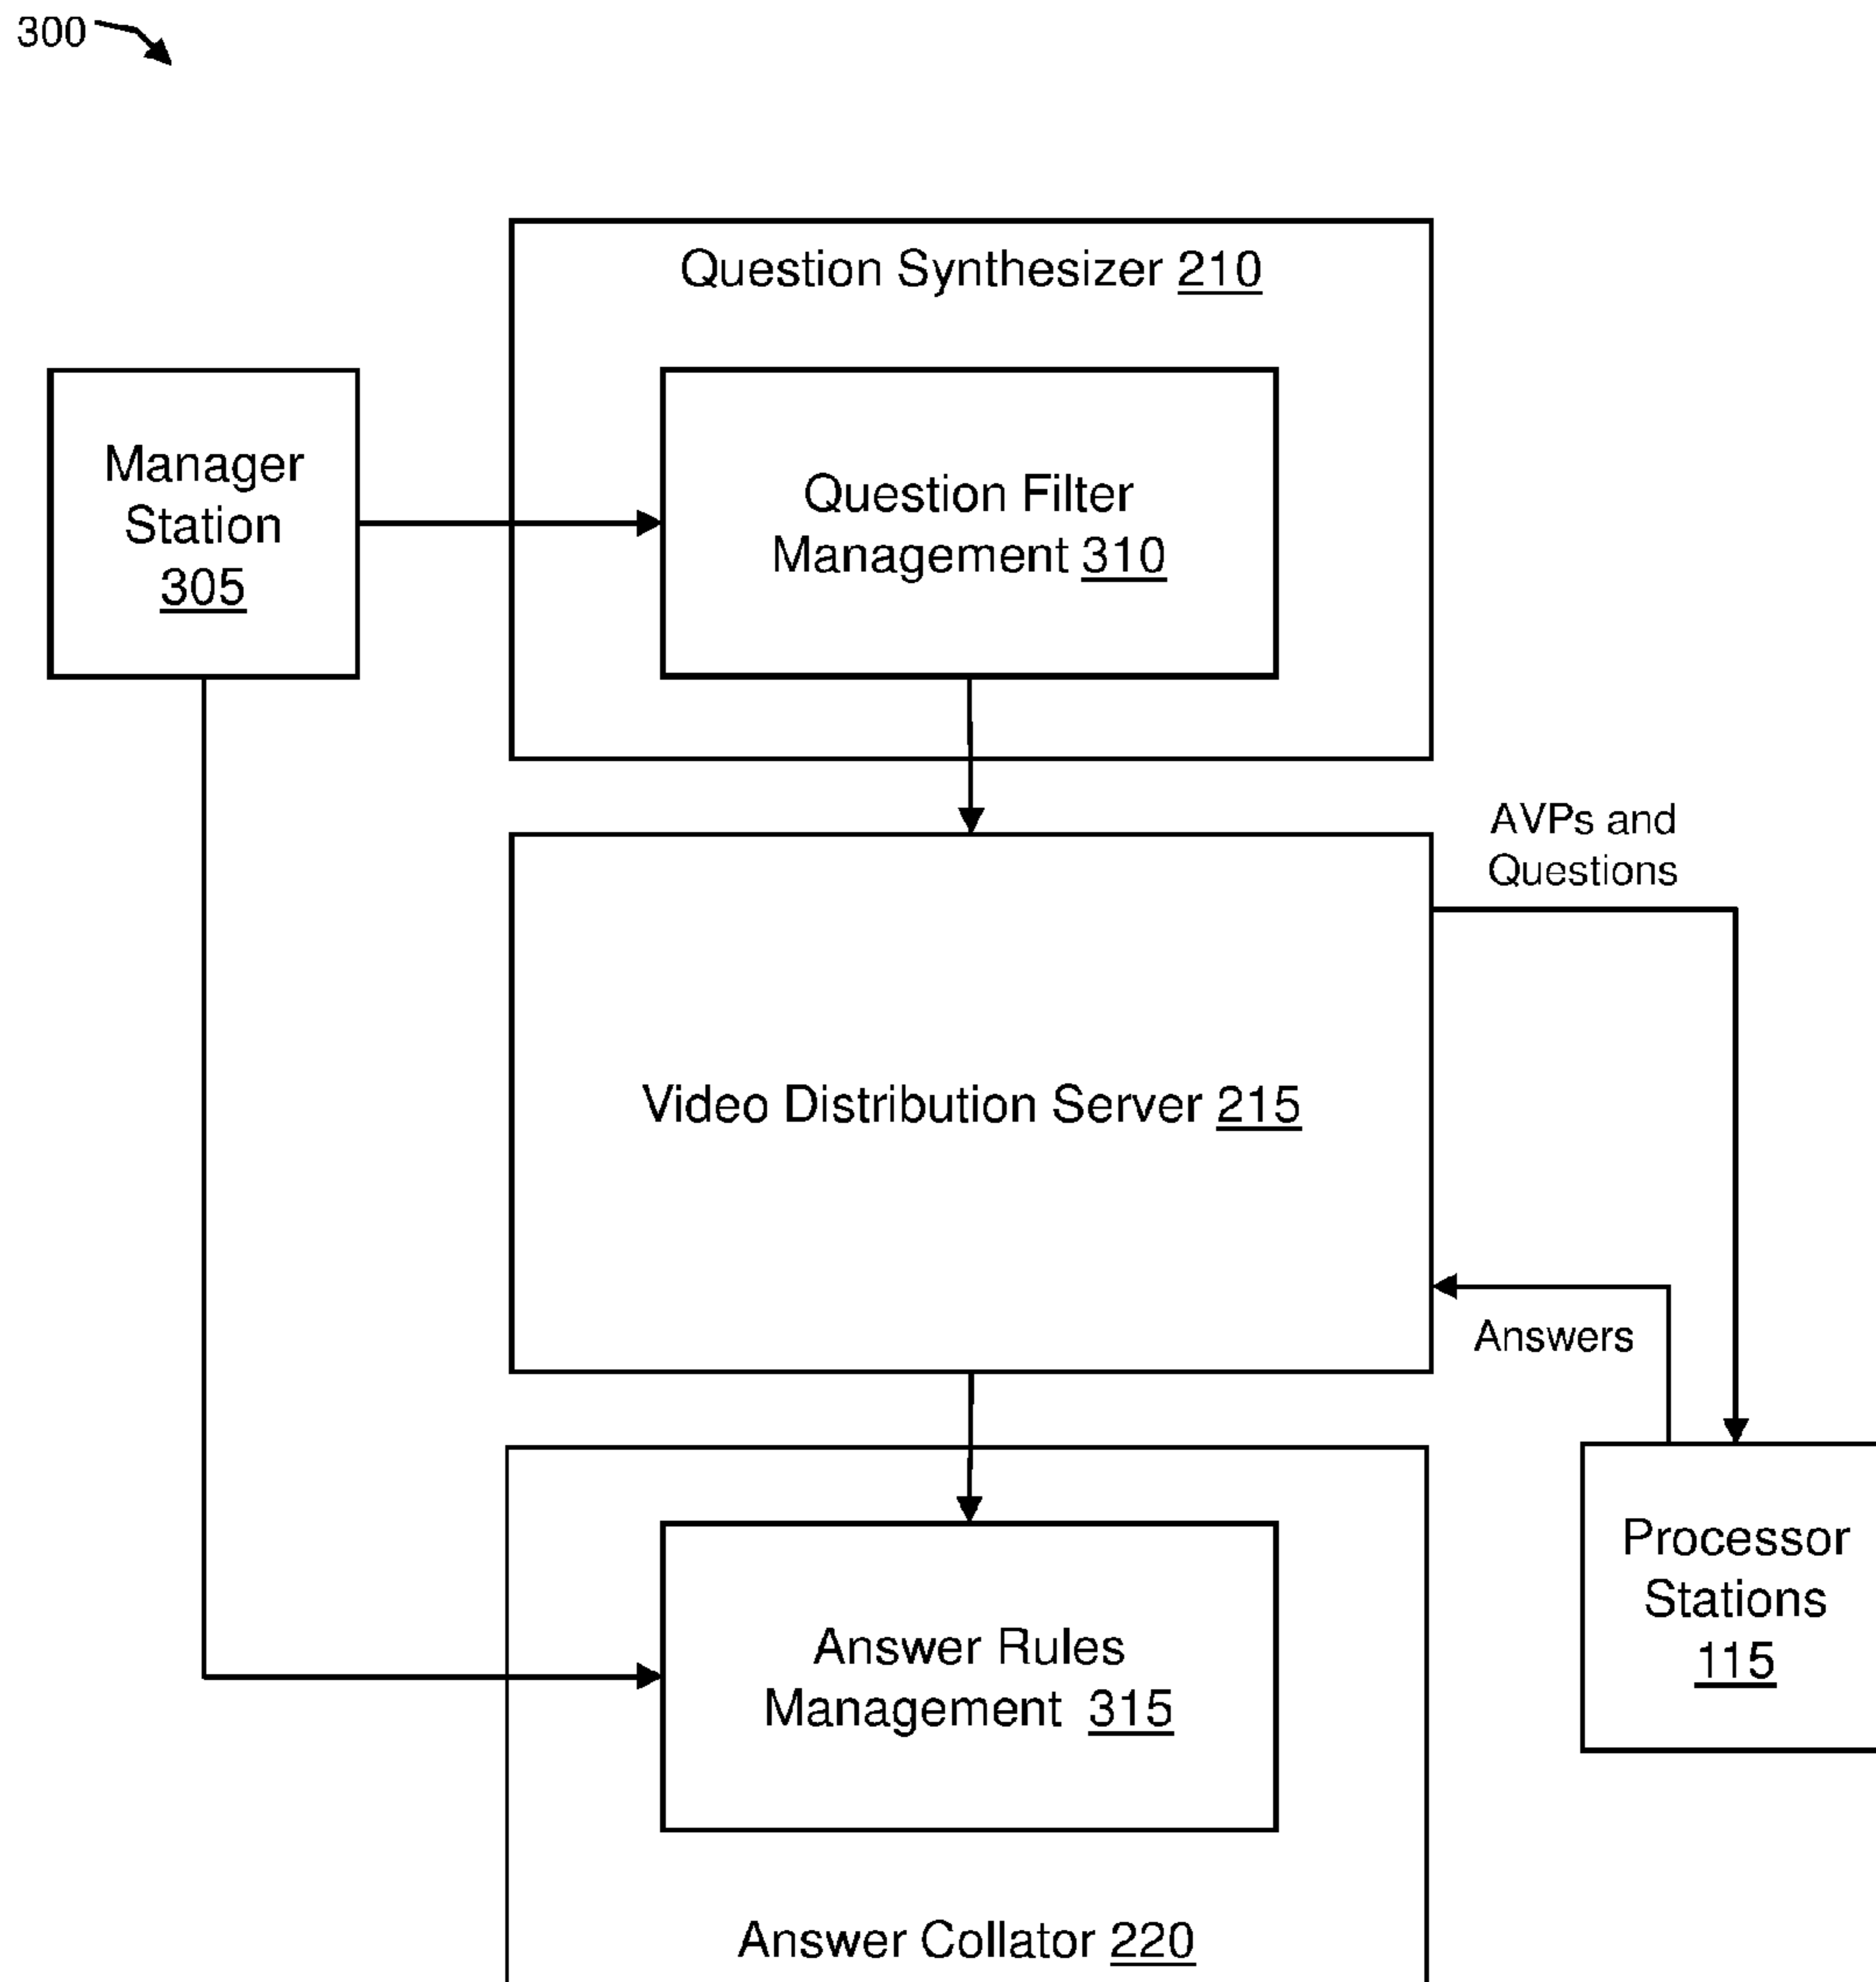 300
Question Synthesizer 210
Manager
Station
305
Question Filter
Management 310
AVPs and
Questions
Video Distribution Server 215
Answers
Processor
Stations
115
Answer Rules
Management 315
Answer Collator 220